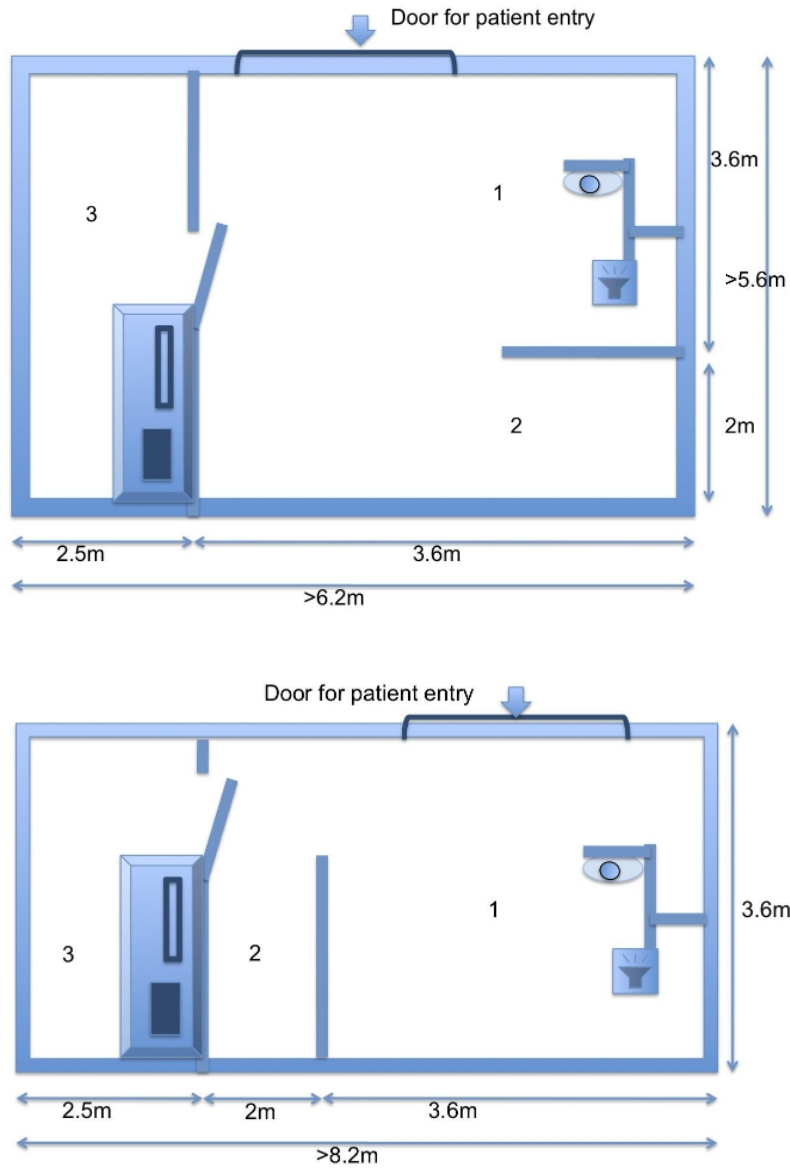 Door for patient entry
3.6m
1
3
>5.6m
2
2m
2.5m
3.6m
>6.2m
Door for patient entry
1
3.6m
3
2
2.5m
2m
3.6m
>8.2m